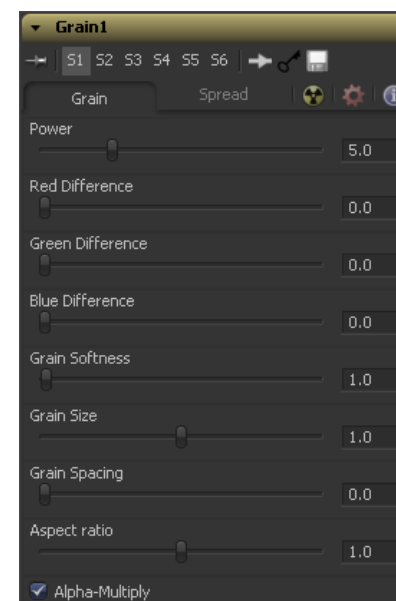 Grain1
S1 S2 S3 S4 S5 S6
Grain Spread
Power
5.0
Red Difference
0.0
Green Difference
0.0
Blue Difference
0.0
Grain Softness
1.0
Grain Size
1.0
Grain Spacing
0.0
Aspect ratio
1.0
Alpha-Multiply